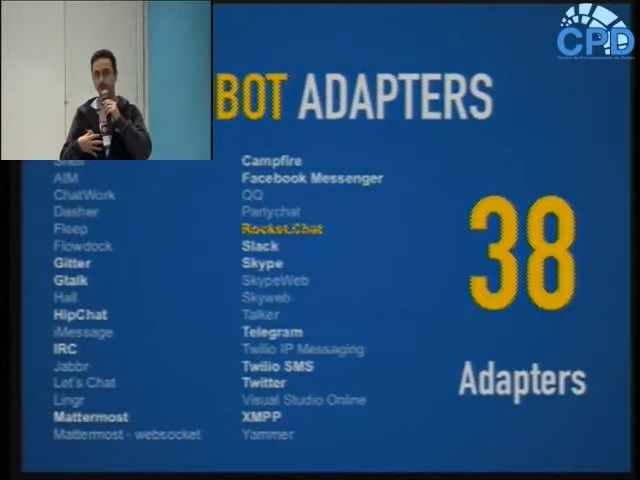 CPD
BOT ADAPTERS
Shell
AIM
ChatWork
Dasher
Fleep
Flowdock
Gitter
Gtalk
Hall
HipChat
iMessage
IRC
Jabbr
Let's Chat
Lingr
Mattermost
Mattermost - websocket
Campfire
Facebook Messenger
QQ
Partychat
Rocket.Chat
Slack
Skype
SkypeWeb
Skyweb
Talker
Telegram
Twilio IP Messaging
Twilio SMS
Twitter
Visual Studio Online
XMPP
Yammer
38
Adapters